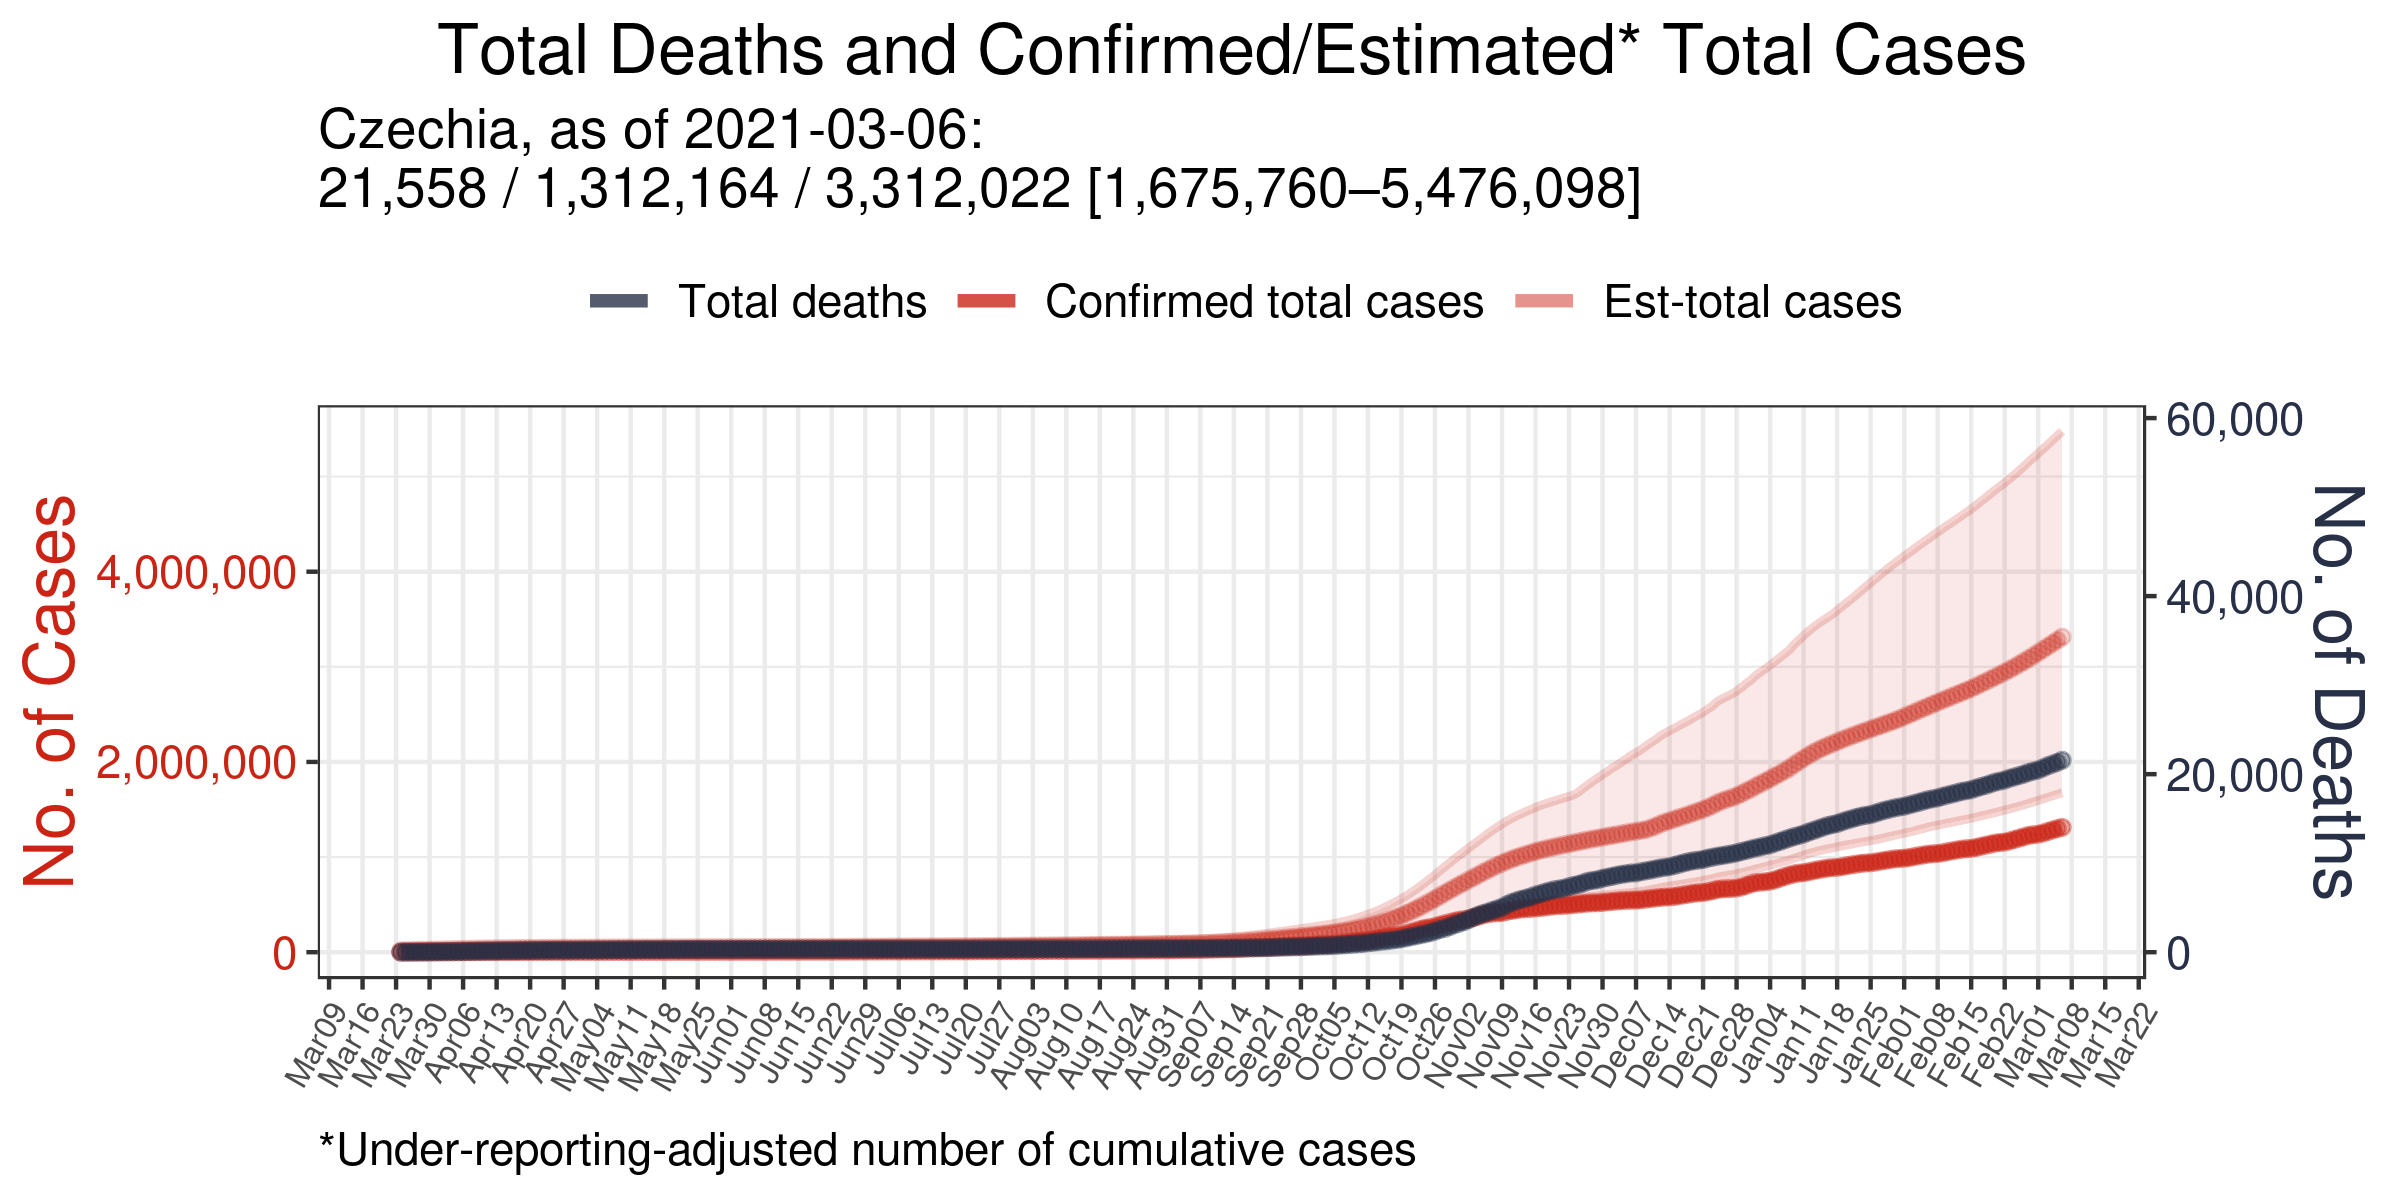 Total Deaths and Confirmed/Estimated* Total Cases
Czechia, as of 2021-03-06:
21,558 / 1,312,164 / 3,312,022 [1,675,760–5,476,098]
Total deaths
Confirmed total cases
Est-total cases
No. of Cases
4,000,000
2,000,000
0
60,000
40,000
20,000
0
No. of Deaths
Mar09
Mar16
Mar23
Mar30
Apr06
Apr13
Apr20
Apr27
May04
May11
May18
May25
Jun01
Jun08
Jun15
Jun22
Jun29
Jul06
Jul13
Jul20
Jul27
Aug03
Aug10
Aug17
Aug24
Aug31
Sep07
Sep14
Sep21
Sep28
Oct05
Oct12
Oct19
Oct26
Nov02
Nov09
Nov16
Nov23
Nov30
Dec07
Dec14
Dec21
Dec28
Jan04
Jan11
Jan18
Jan25
Feb01
Feb08
Feb15
Feb22
Mar01
Mar08
Mar15
Mar22
*Under-reporting-adjusted number of cumulative cases